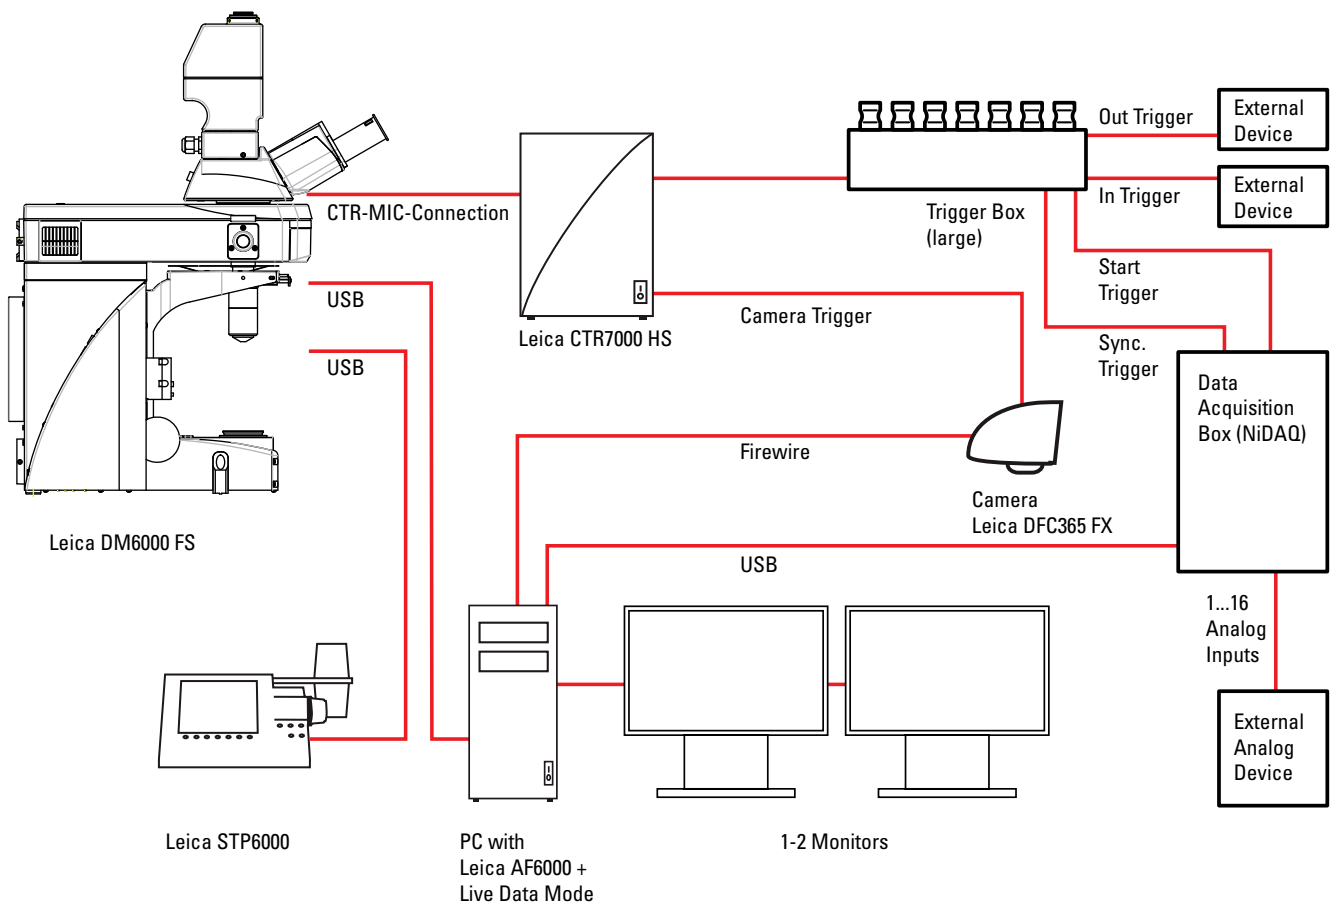 Out Trigger
External
Device
In Trigger
External
Device
CTR-MIC-Connection
Trigger Box
(large)
Start
Trigger
USB
Camera Trigger
Leica CTR7000 HS
Sync.
Trigger
USB
Data
Acquisition
Box (NiDAQ)
Firewire
Camera
Leica DFC365 FX
Leica DM6000 FS
USB
1...16
Analog
Inputs
External
Analog
Device
Leica STP6000
PC with
Leica AF6000 +
Live Data Mode
1-2 Monitors